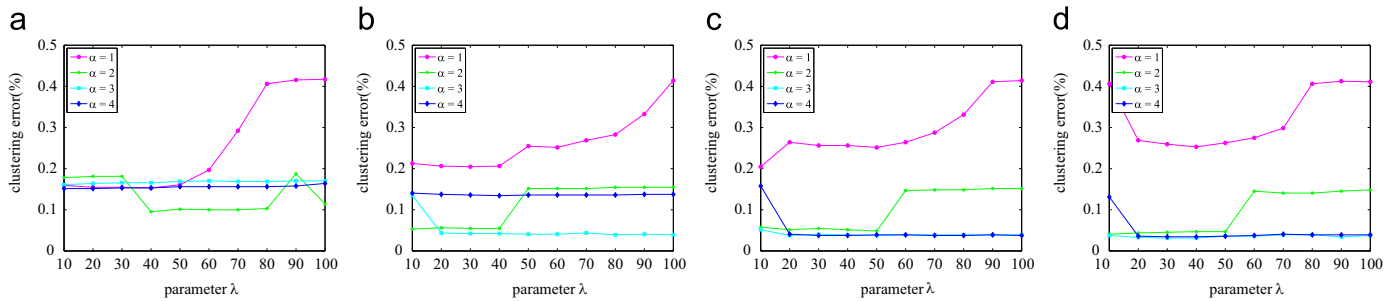 a
0.5
0.4
0.3
0.2
0.1
0
clustering error(%)
α = 1
α = 2
α = 3
α = 4
10 20 30 40 50 60 70 80 90 100
parameter λ
b
0.5
0.4
0.3
0.2
0.1
0
clustering error(%)
α = 1
α = 2
α = 3
α = 4
10 20 30 40 50 60 70 80 90 100
parameter λ
c
0.5
0.4
0.3
0.2
0.1
0
clustering error(%)
α = 1
α = 2
α = 3
α = 4
10 20 30 40 50 60 70 80 90 100
parameter λ
d
0.5
0.4
0.3
0.2
0.1
0
clustering error(%)
α = 1
α = 2
α = 3
α = 4
10 20 30 40 50 60 70 80 90 100
parameter λ